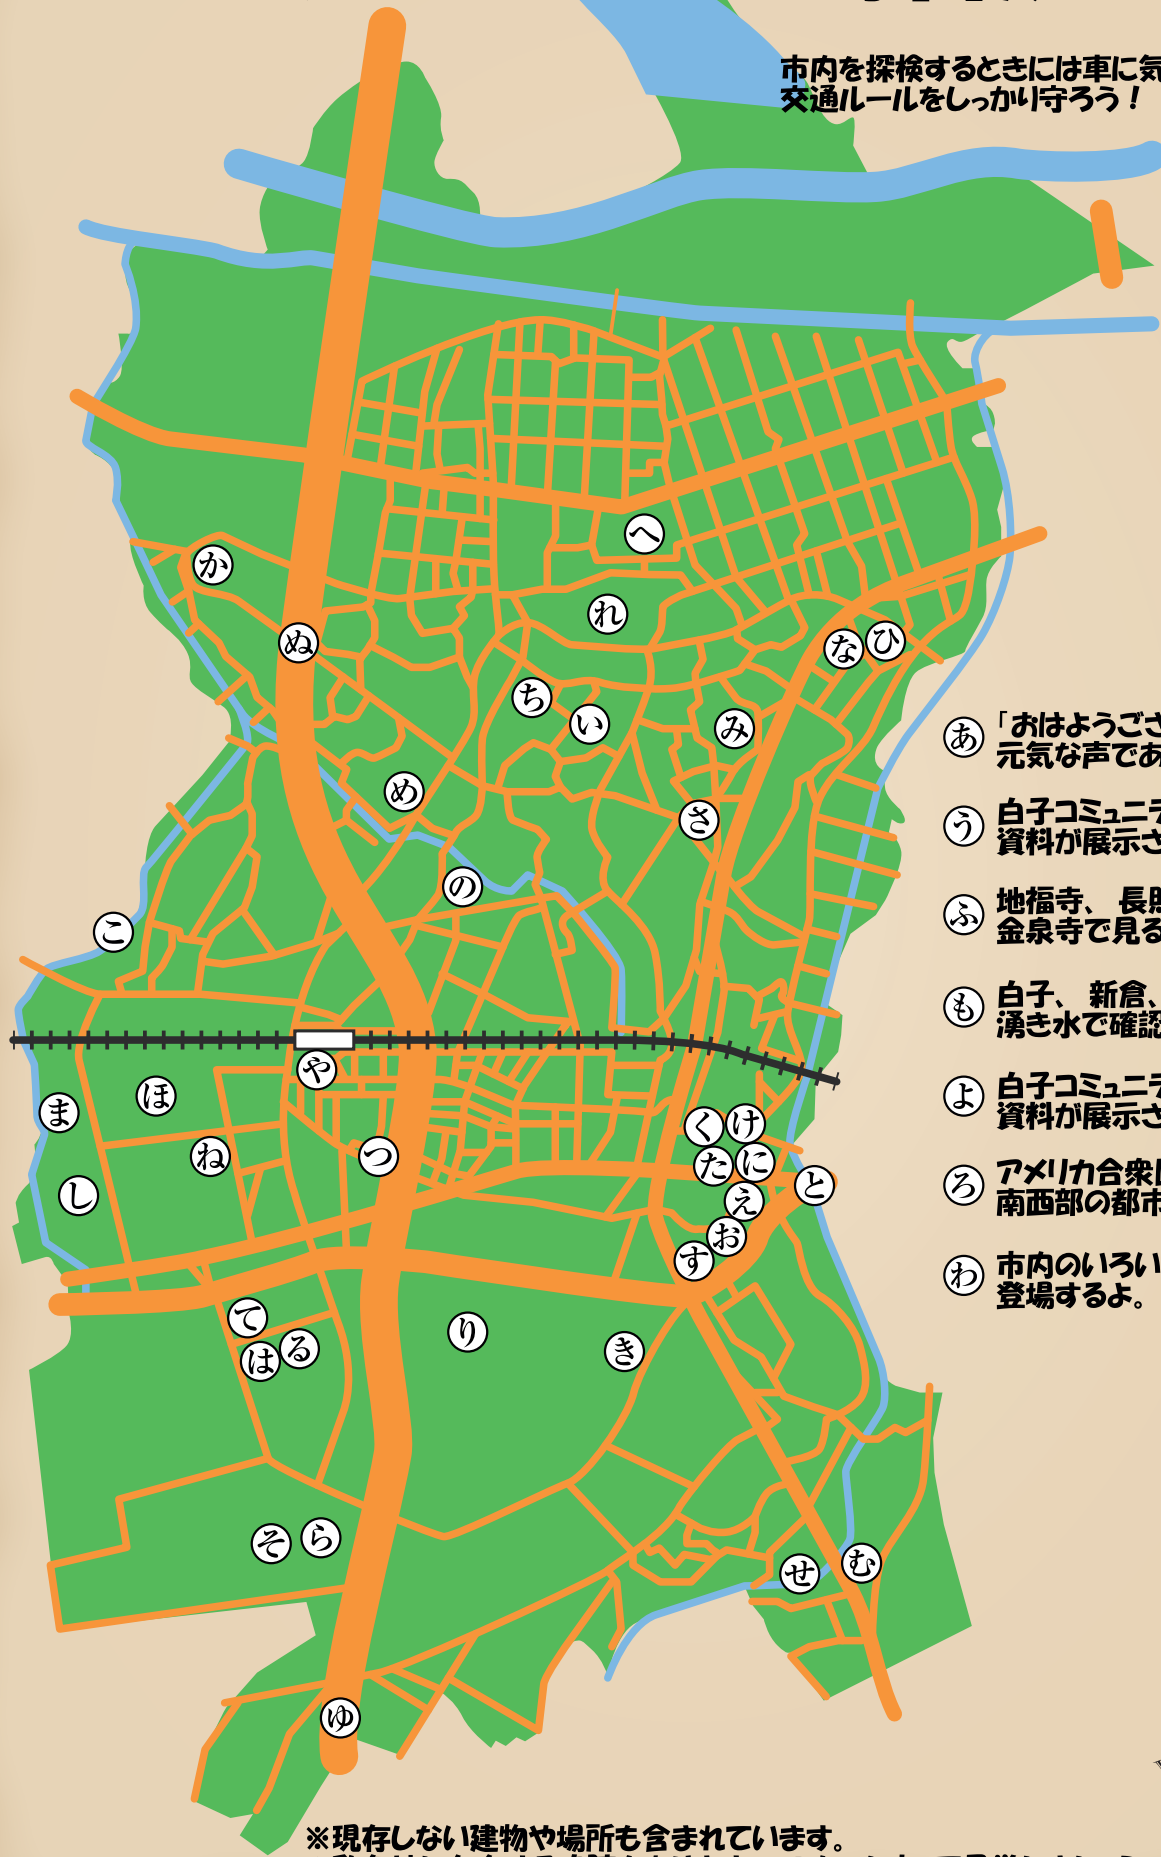 市内を探検するときには車に気
交通ルールをしっかり守ろう！
へ
か
れ
ぬ
な
ひ
ち
い
み
め
さ
の
こ
や
ほ
ま
く
け
ね
つ
た
に
し
え
と
お
す
て
り
る
は
き
そ
ら
せ
む
ゆ
あ 「おはようござ
元気な声であ
う 白子コミュニテ
資料が展示さ
ふ 地福寺、長照
金泉寺で見る
も 白子、新倉、
湧き水で確認
よ 白子コミュニテ
資料が展示さ
ろ アメリカ合衆国
南西部の都市
わ 市内のいろい
登場するよ。
※現存しない建物や場所も含まれています。